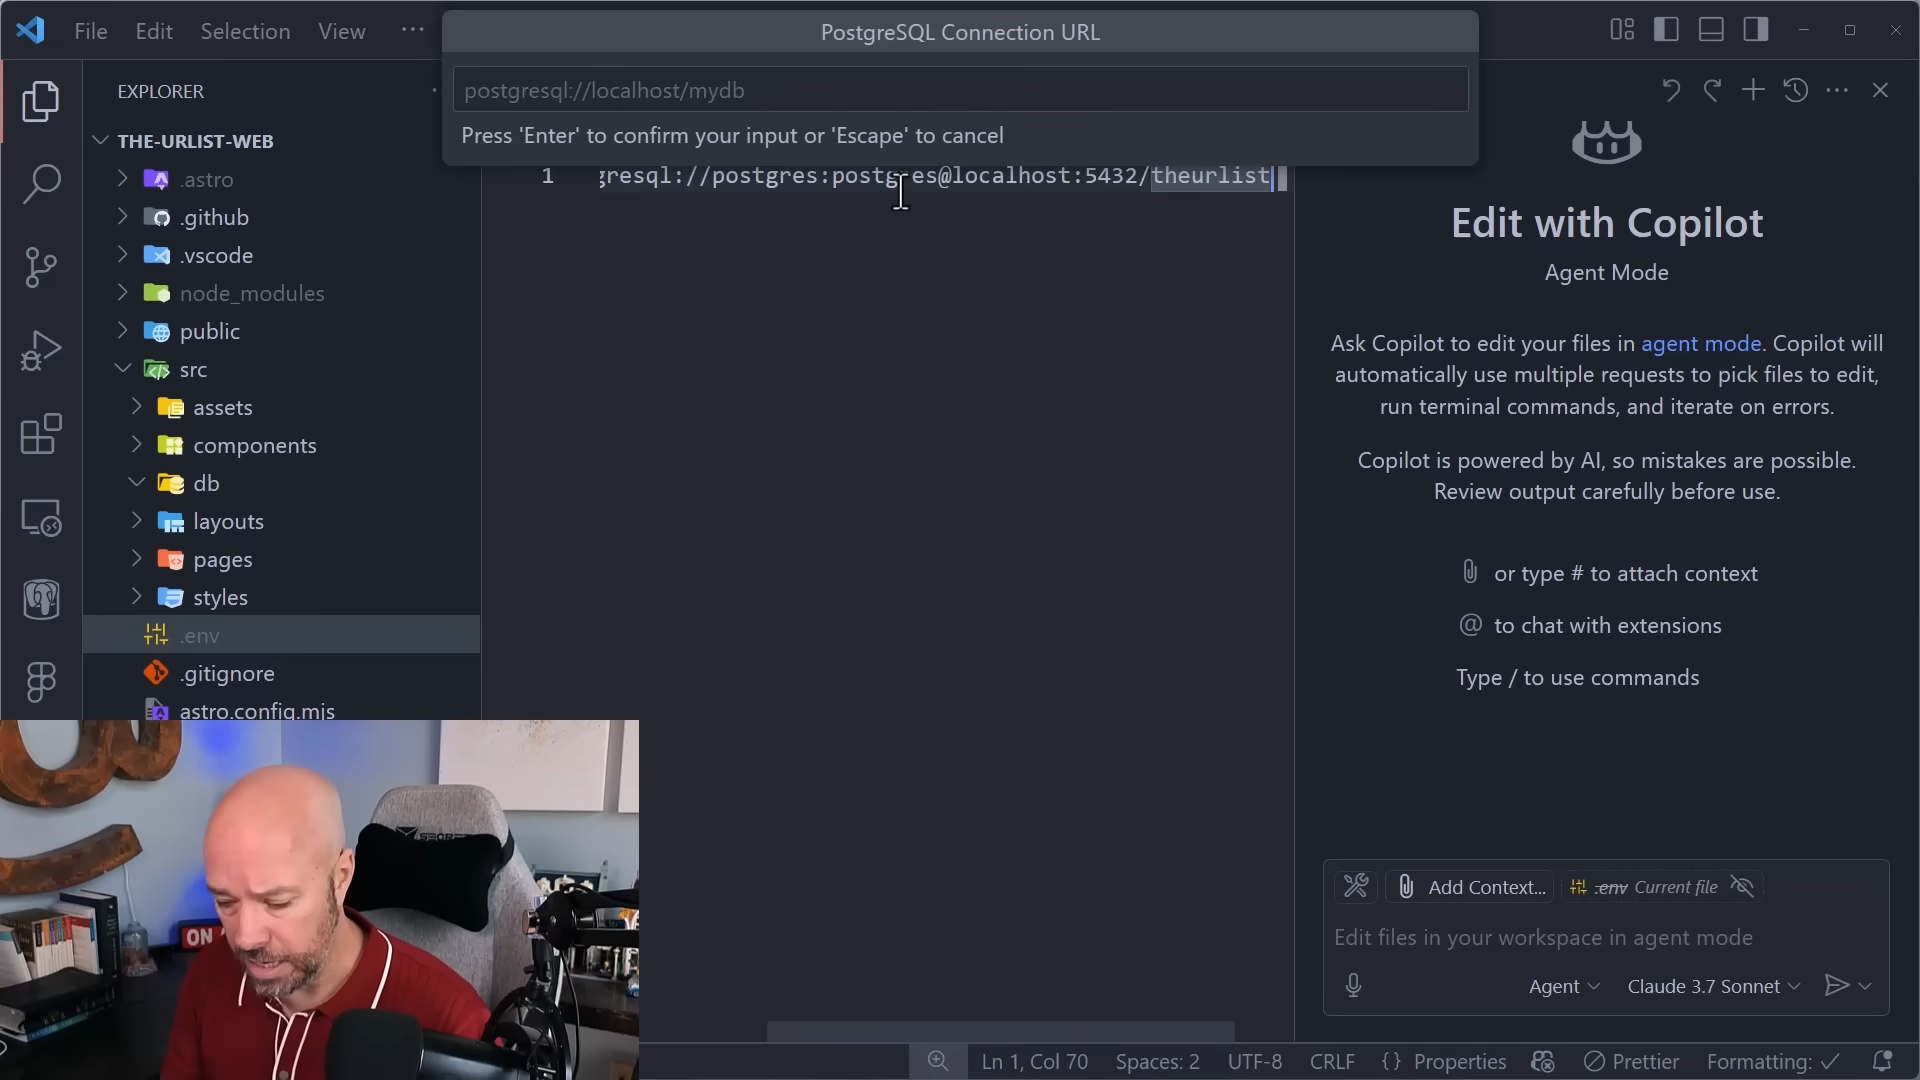 File Edit Selection View ...
PostgreSQL Connection URL
postgresql://localhost/mydb
Press 'Enter' to confirm your input or 'Escape' to cancel
EXPLORER
THE-URLIST-WEB
.astro
.github
.vscode
node_modules
public
src
assets
components
db
layouts
pages
styles
.env
.gitignore
astro.config.mjs
1 gresql://postgres:postgres@localhost:5432/theurlist
Edit with Copilot
Agent Mode
Ask Copilot to edit your files in agent mode. Copilot will
automatically use multiple requests to pick files to edit,
run terminal commands, and iterate on errors.
Copilot is powered by AI, so mistakes are possible.
Review output carefully before use.
or type # to attach context
@ to chat with extensions
Type / to use commands
Add Context... .env Current file
Edit files in your workspace in agent mode
Agent Claude 3.7 Sonnet
ON
Ln 1, Col 70 Spaces: 2 UTF-8 CRLF {} Properties Prettier Formatting: ✓